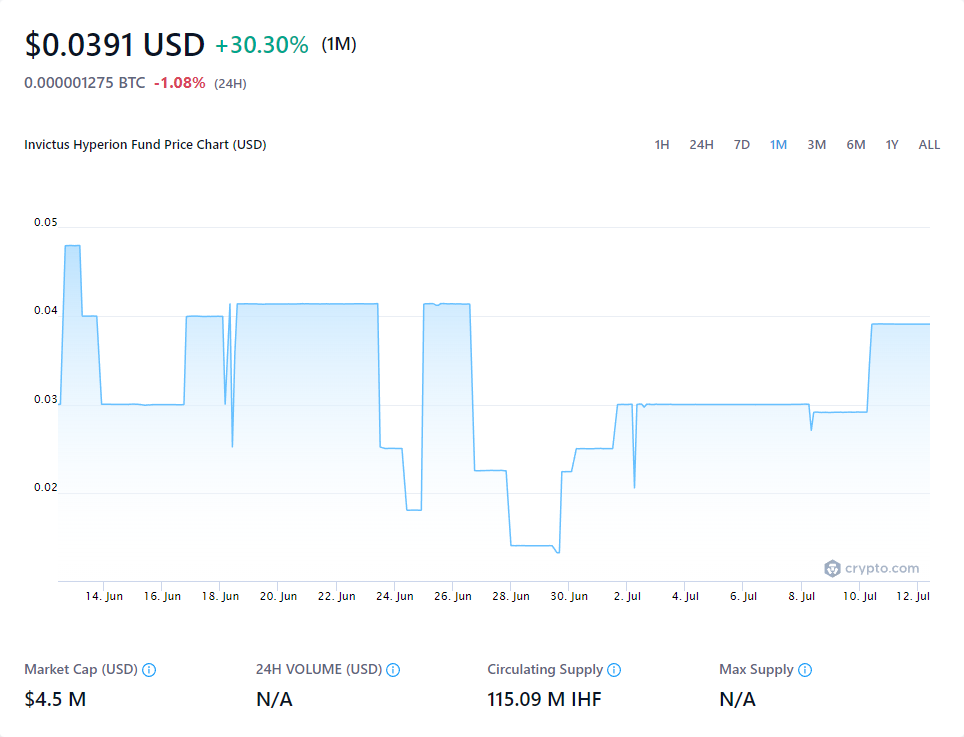 $0.0391 USD +30.30% (1M)
0.000001275 BTC -1.08% (24H)
Invictus Hyperion Fund Price Chart (USD) 1H 24H 7D 1M 3M 6M 1Y ALL
0.05
0.04
0.03
0.02
crypto.com
14. Jun 16. Jun 18. Jun 20. Jun 22. Jun 24. Jun 26. Jun 28. Jun 30. Jun 2. Jul 4. Jul 6. Jul 8. Jul 10. Jul 12. Jul
Market Cap (USD) 24H VOLUME (USD) Circulating Supply Max Supply
$4.5 M N/A 115.09 M IHF N/A